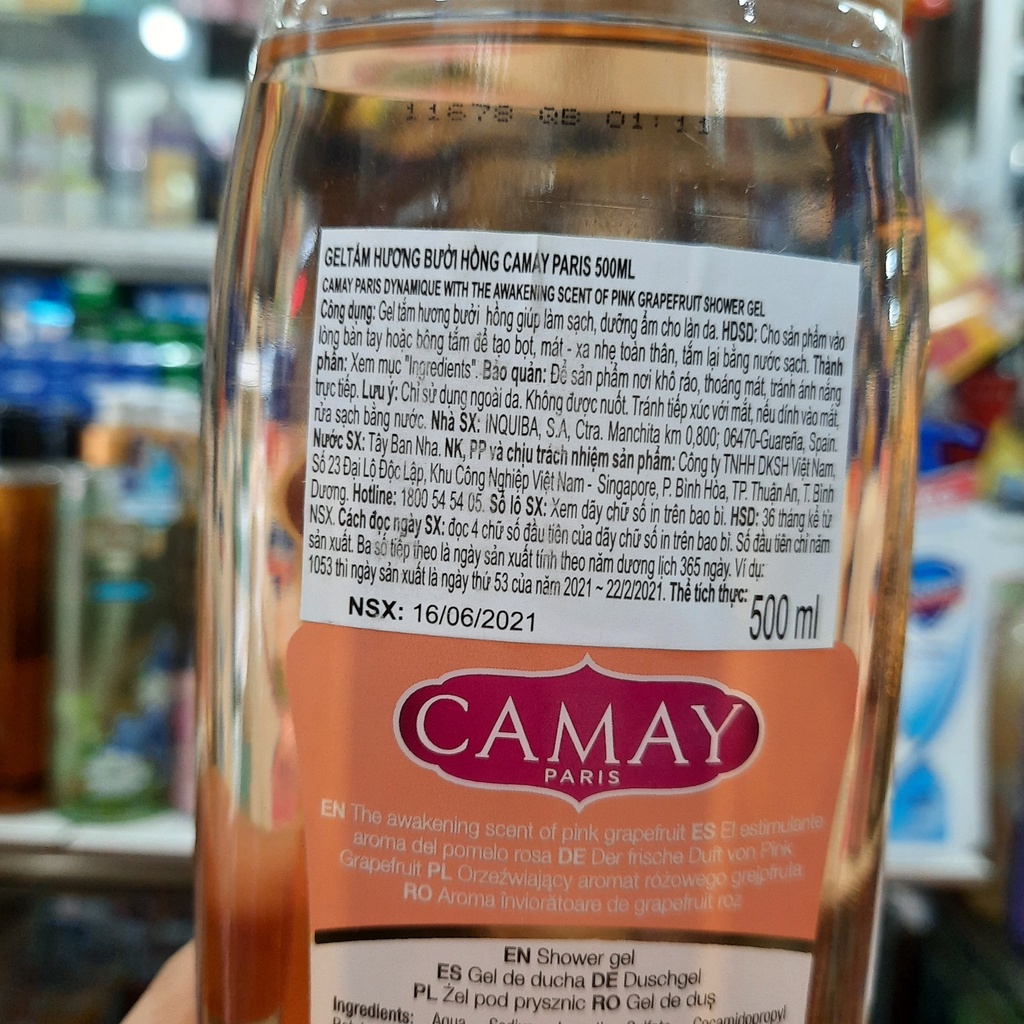 11678 QB 01:11
GEL TẮM HƯƠNG BƯỞI HỒNG CAMAY PARIS 500ML
CAMAY PARIS DYNAMIQUE WITH THE AWAKENING SCENT OF PINK GRAPEFRUIT SHOWER GEL
Công dụng: Gel tắm hương bưởi hồng giúp làm sạch, dưỡng ẩm cho làn da. HDSD: Cho sản phẩm vào
lòng bàn tay hoặc bông tắm để tạo bọt, mát - xa nhẹ toàn thân, tắm lại bằng nước sạch. Thành
phần: Xem mục "Ingredients". Bảo quản: Để sản phẩm nơi khô ráo, thoáng mát, tránh ánh nắng
trực tiếp. Lưu ý: Chỉ sử dụng ngoài da. Không được nuốt. Tránh tiếp xúc với mắt, nếu dính vào mắt,
rửa sạch bằng nước. Nhà SX: INQUIBA, S.A, Ctra. Manchita km 0,800; 06470-Guareña, Spain.
Nước SX: Tây Ban Nha. NK, PP và chịu trách nhiệm sản phẩm: Công ty TNHH DKSH Việt Nam,
Số 23 Đại Lộ Độc Lập, Khu Công Nghiệp Việt Nam - Singapore, P. Bình Hòa, TP. Thuận An, T. Bình
Dương. Hotline: 1800 54 54 05. Số lô SX: Xem dãy chữ số in trên bao bì. HSD: 36 tháng kể từ
NSX. Cách đọc ngày SX: đọc 4 chữ số đầu tiên của dãy chữ số in trên bao bì. Số đầu tiên chỉ năm
sản xuất. Ba số tiếp theo là ngày sản xuất tính theo năm dương lịch 365 ngày. Ví dụ:
1053 thì ngày sản xuất là ngày thứ 53 của năm 2021 ~ 22/2/2021. Thể tích thực: 500 ml
NSX: 16/06/2021
CAMAY
PARIS
EN The awakening scent of pink grapefruit ES El estimulante
aroma del pomelo rosa DE Der frische Duft von Pink
Grapefruit PL Orzeźwiający aromat różowego grejpfruta
RO Aroma înviorătoare de grapefruit roz
EN Shower gel
ES Gel de ducha DE Duschgel
PL Żel pod prysznic RO Gel de duş
Ingredients: Aqua, Cocamidopropyl